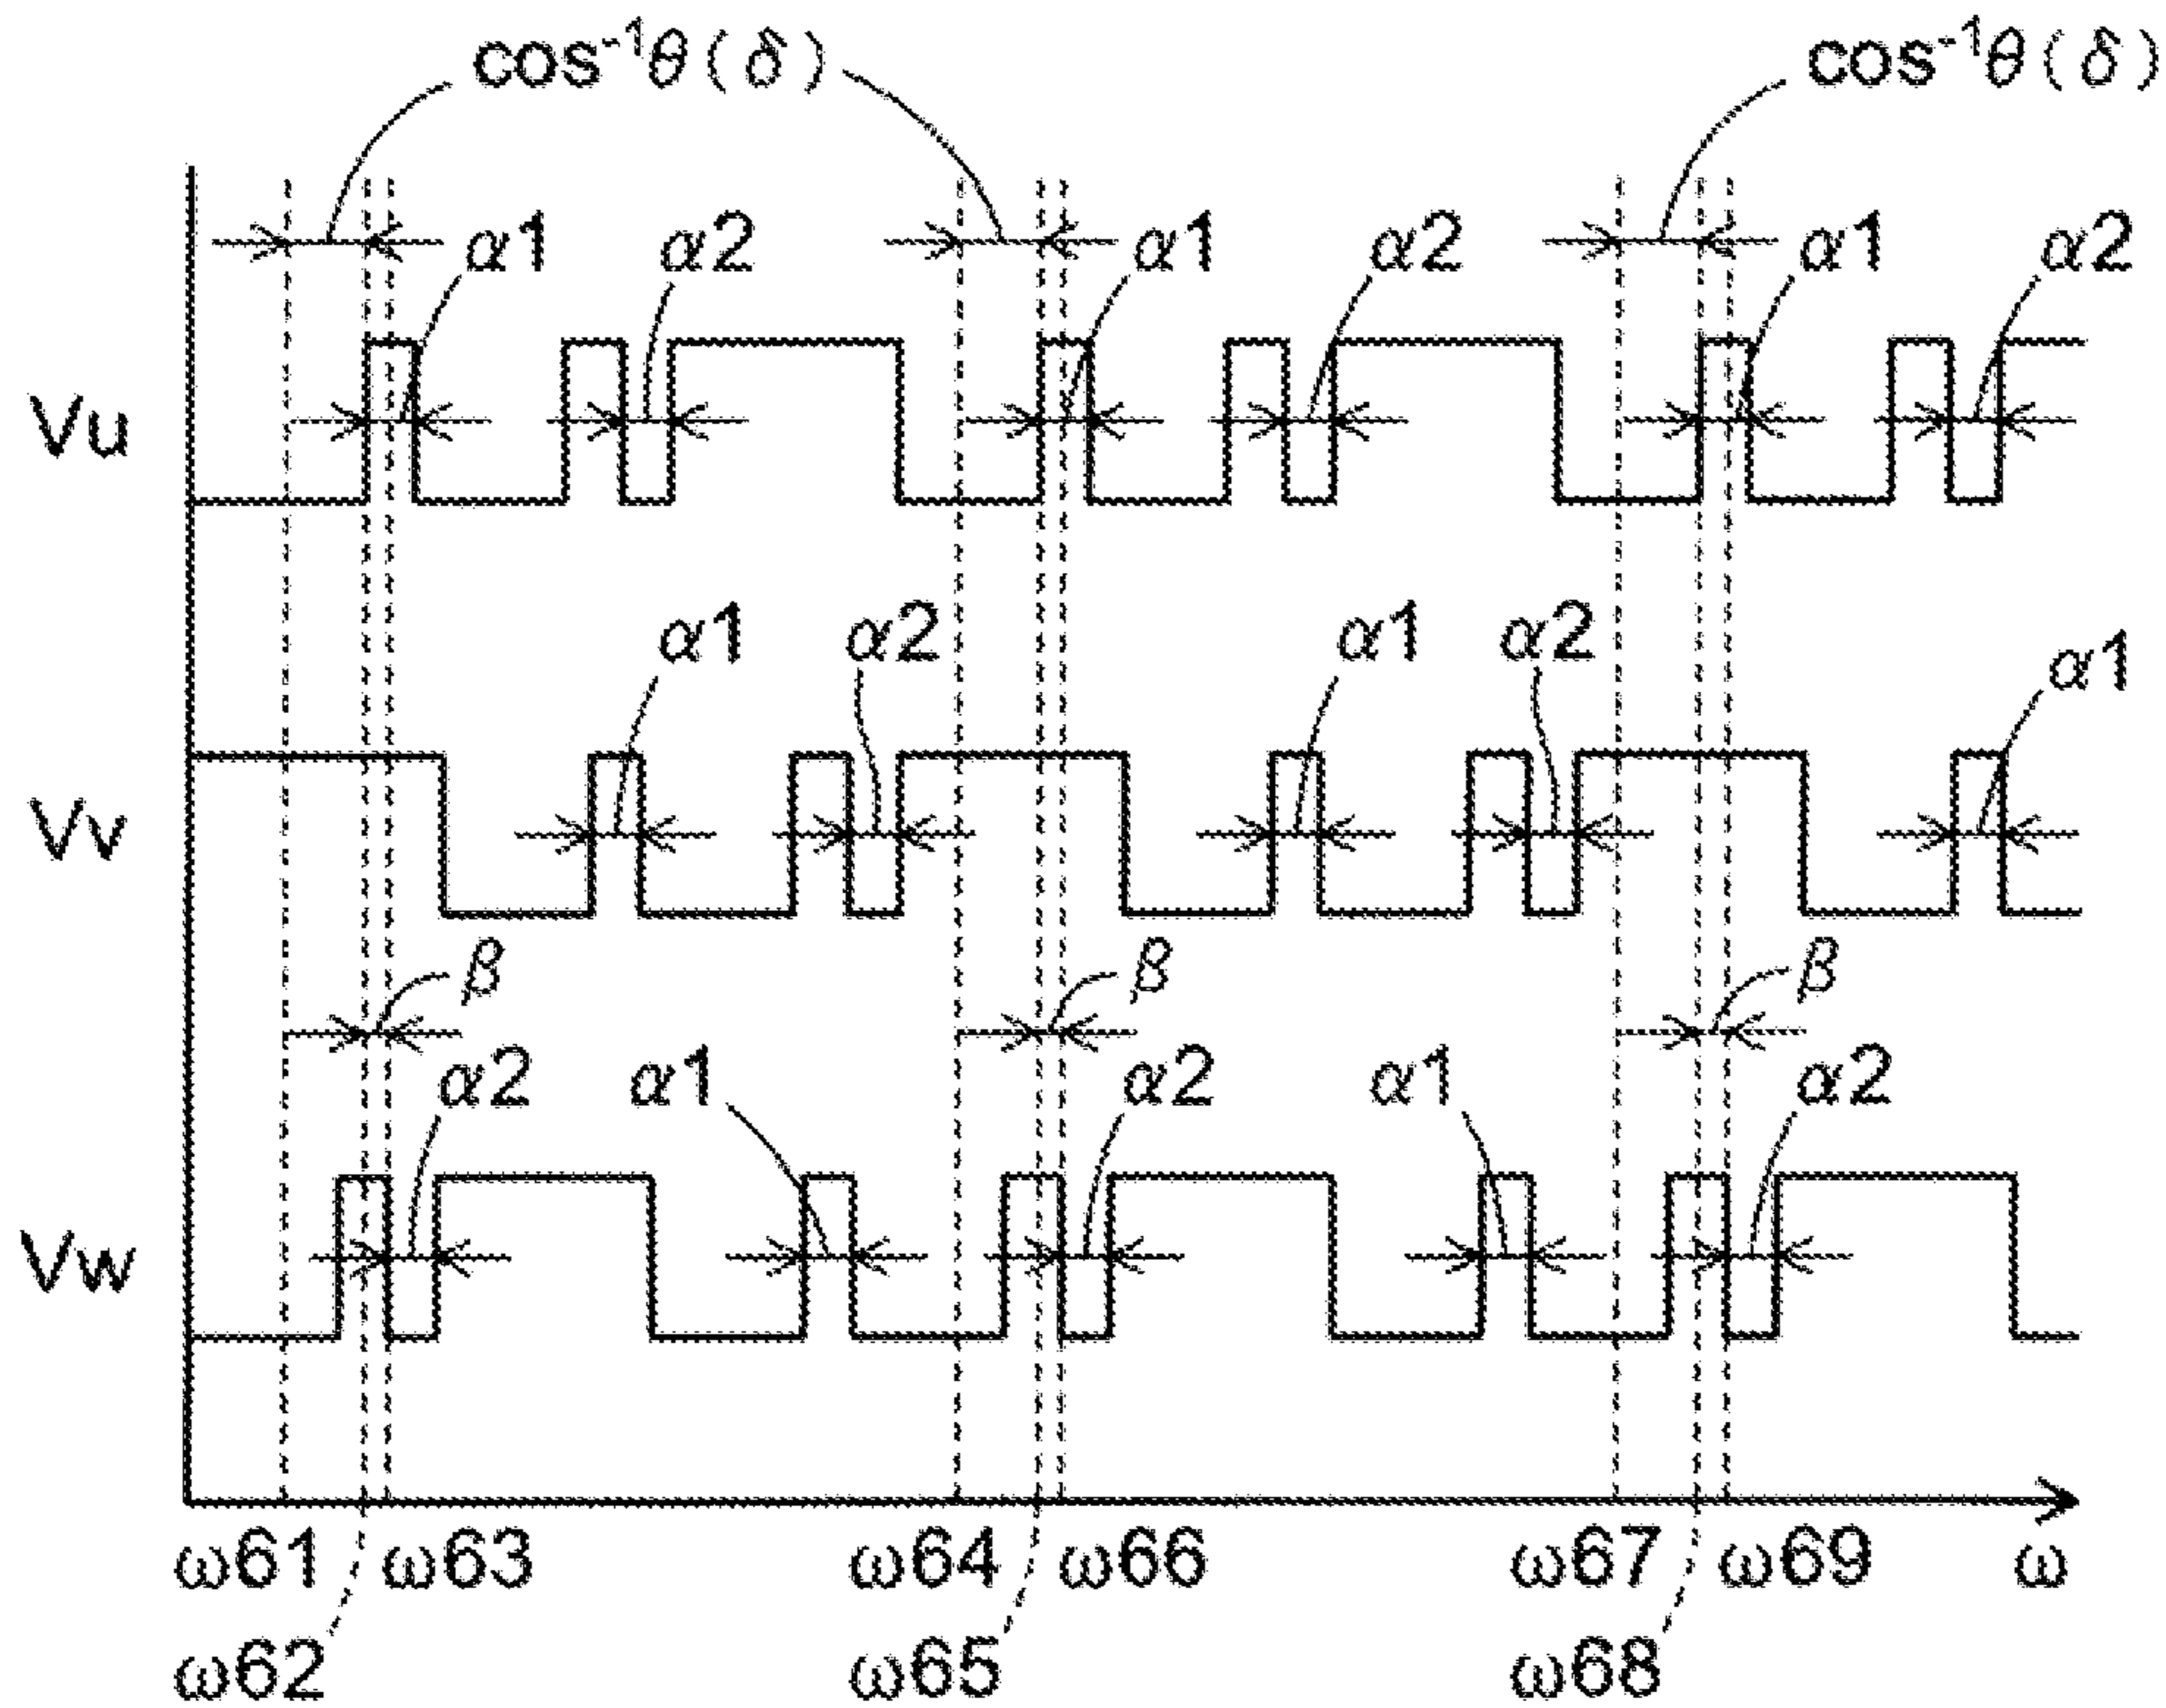 cos⁻¹θ(δ) cos⁻¹θ(δ)
α1 α2 α1 α2 α1 α2
Vu
α1 α2 α1 α2 α1
Vv
β β β
α2 α1 α2 α1 α2
Vw
ω61 ω63 ω64 ω66 ω67 ω69 ω
ω62 ω65 ω68